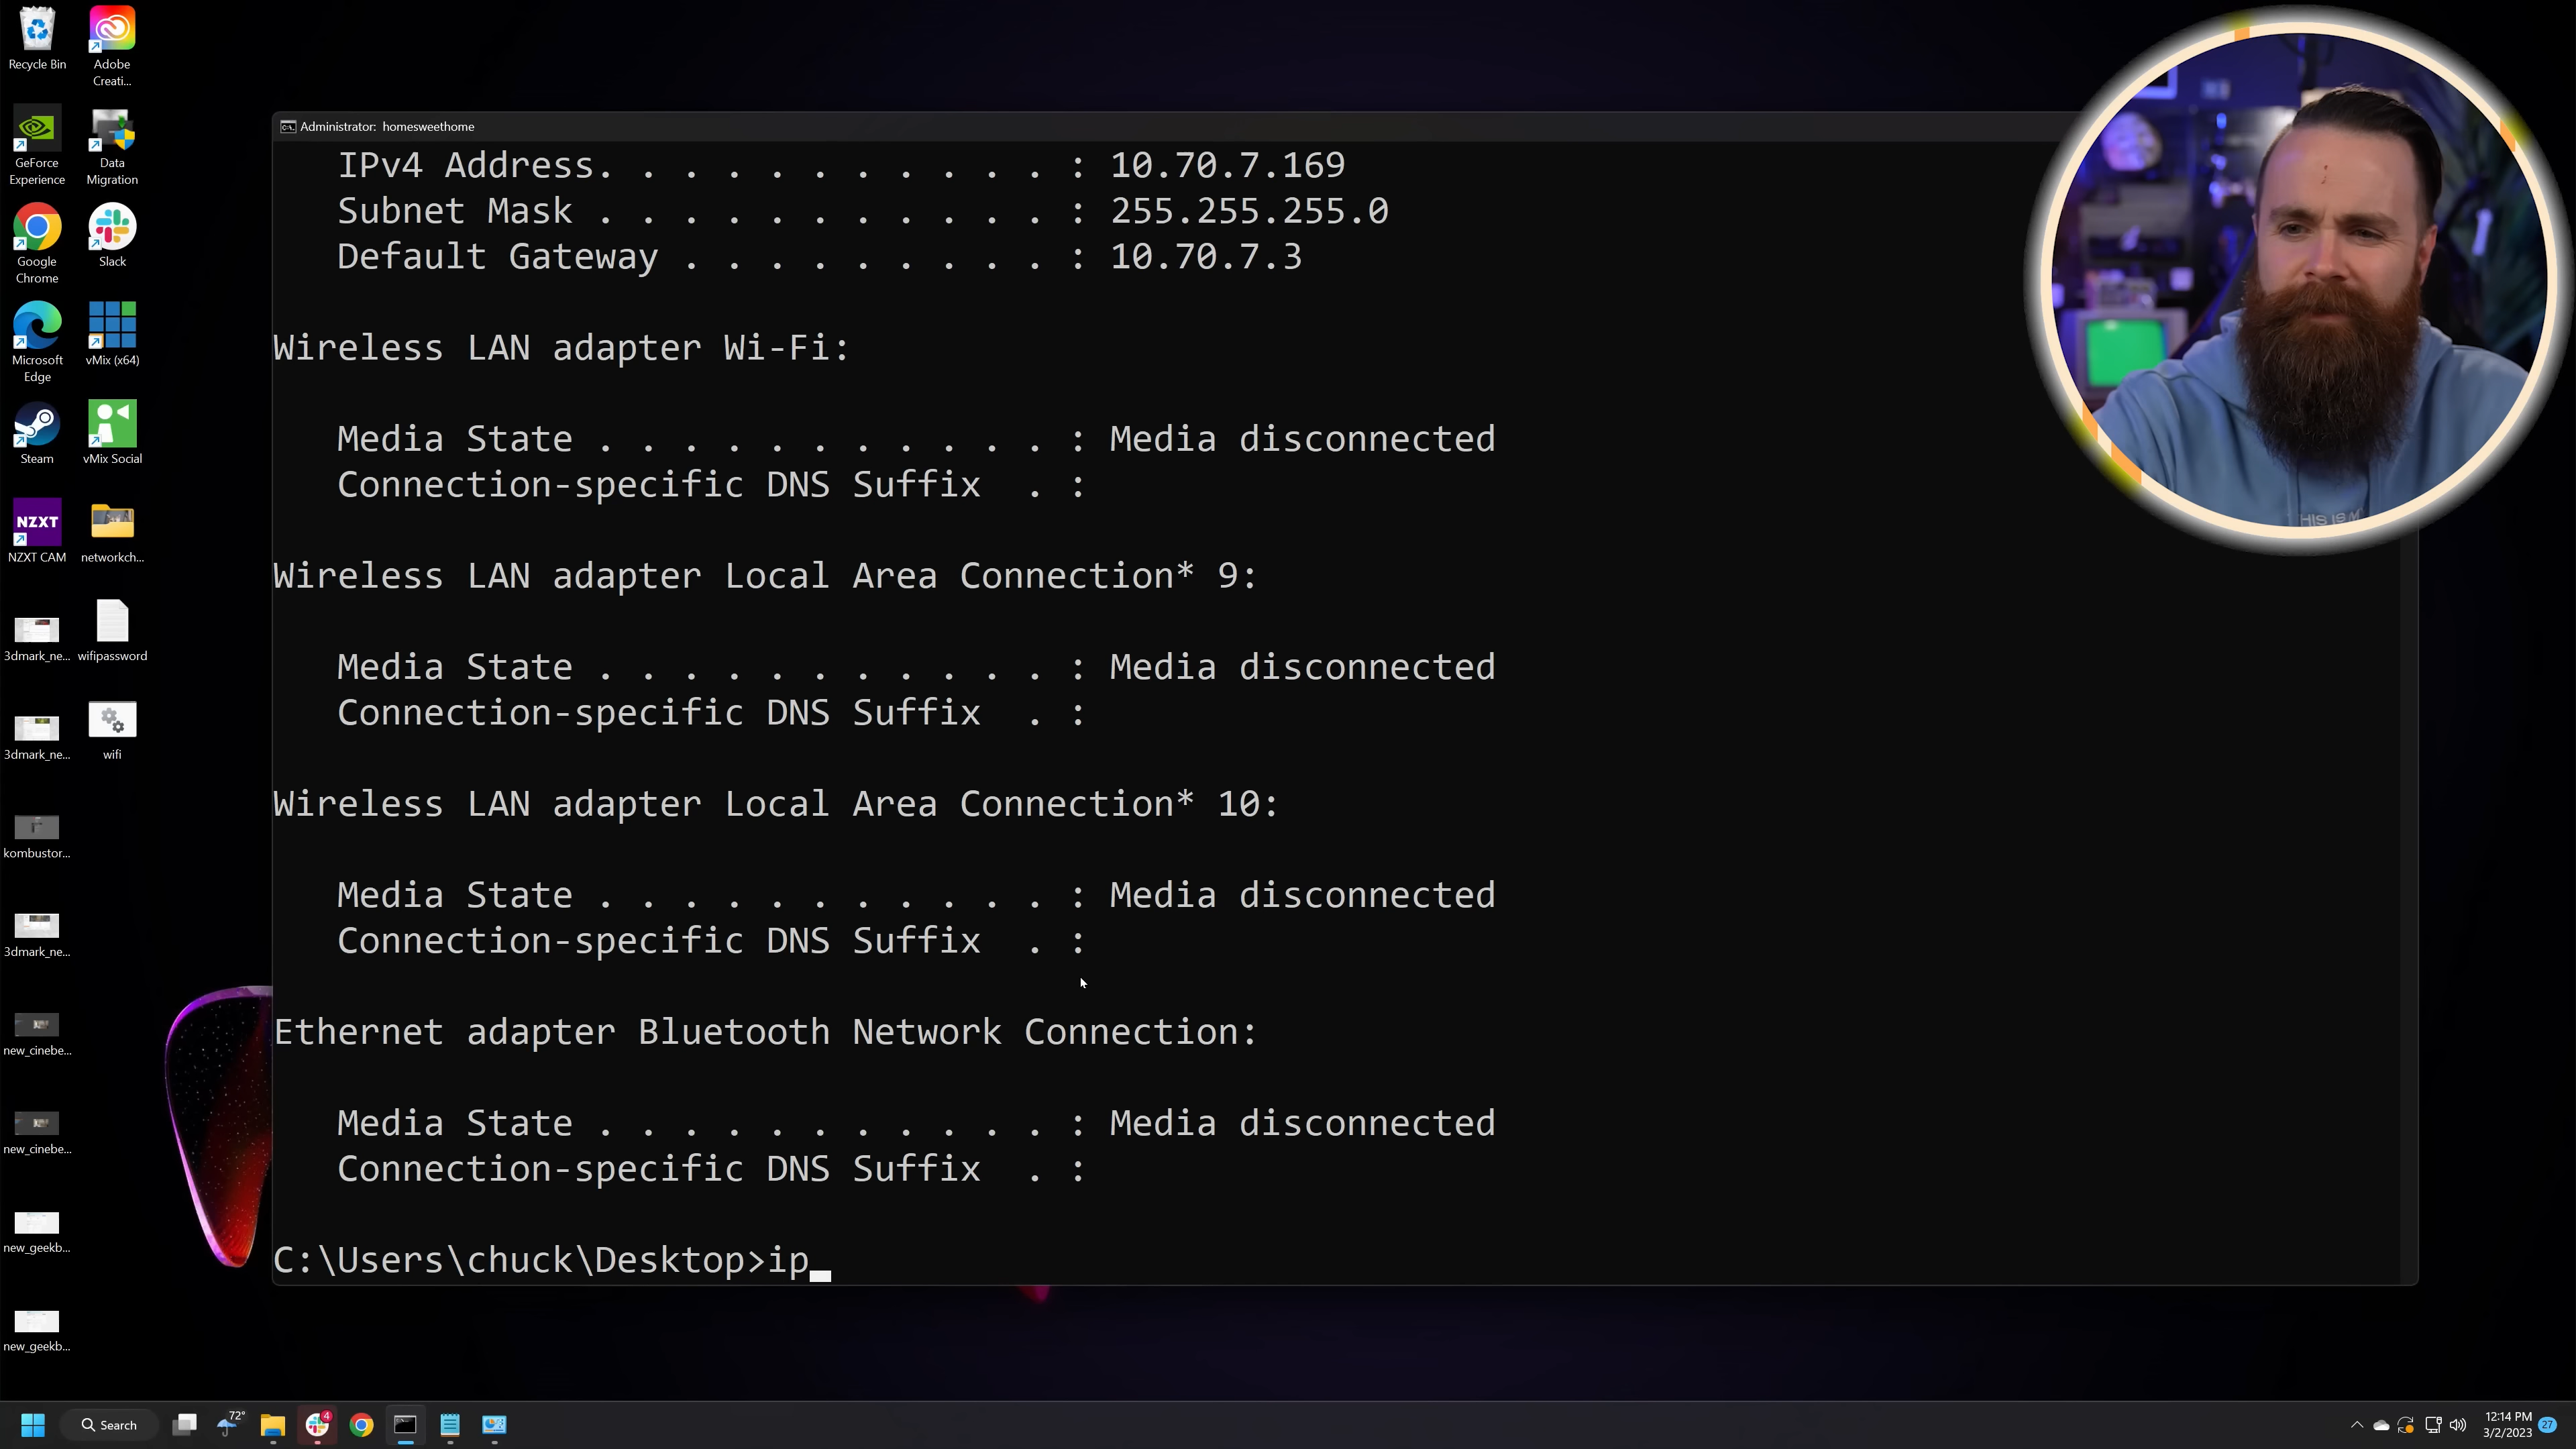 Recycle Bin
Adobe
Creati...
GeForce
Experience
Data
Migration
Google
Chrome
Slack
Microsoft
Edge
vMix (x64)
Steam
vMix Social
NZXT
NZXT CAM
networkch...
3dmark_ne...
wifipassword
3dmark_ne...
wifi
kombustor...
3dmark_ne...
new_cinebe...
new_cinebe...
new_geekb...
new_geekb...
Administrator: homesweethome
IPv4 Address. . . . . . . . . . . : 10.70.7.169
Subnet Mask . . . . . . . . . . . : 255.255.255.0
Default Gateway . . . . . . . . . : 10.70.7.3
Wireless LAN adapter Wi-Fi:
Media State . . . . . . . . . . . : Media disconnected
Connection-specific DNS Suffix . :
Wireless LAN adapter Local Area Connection* 9:
Media State . . . . . . . . . . . : Media disconnected
Connection-specific DNS Suffix . :
Wireless LAN adapter Local Area Connection* 10:
Media State . . . . . . . . . . . : Media disconnected
Connection-specific DNS Suffix . :
Ethernet adapter Bluetooth Network Connection:
Media State . . . . . . . . . . . : Media disconnected
Connection-specific DNS Suffix . :
C:\Users\chuck\Desktop>ip_
THIS IS M
Search
72°
4
12:14 PM
3/2/2023
27